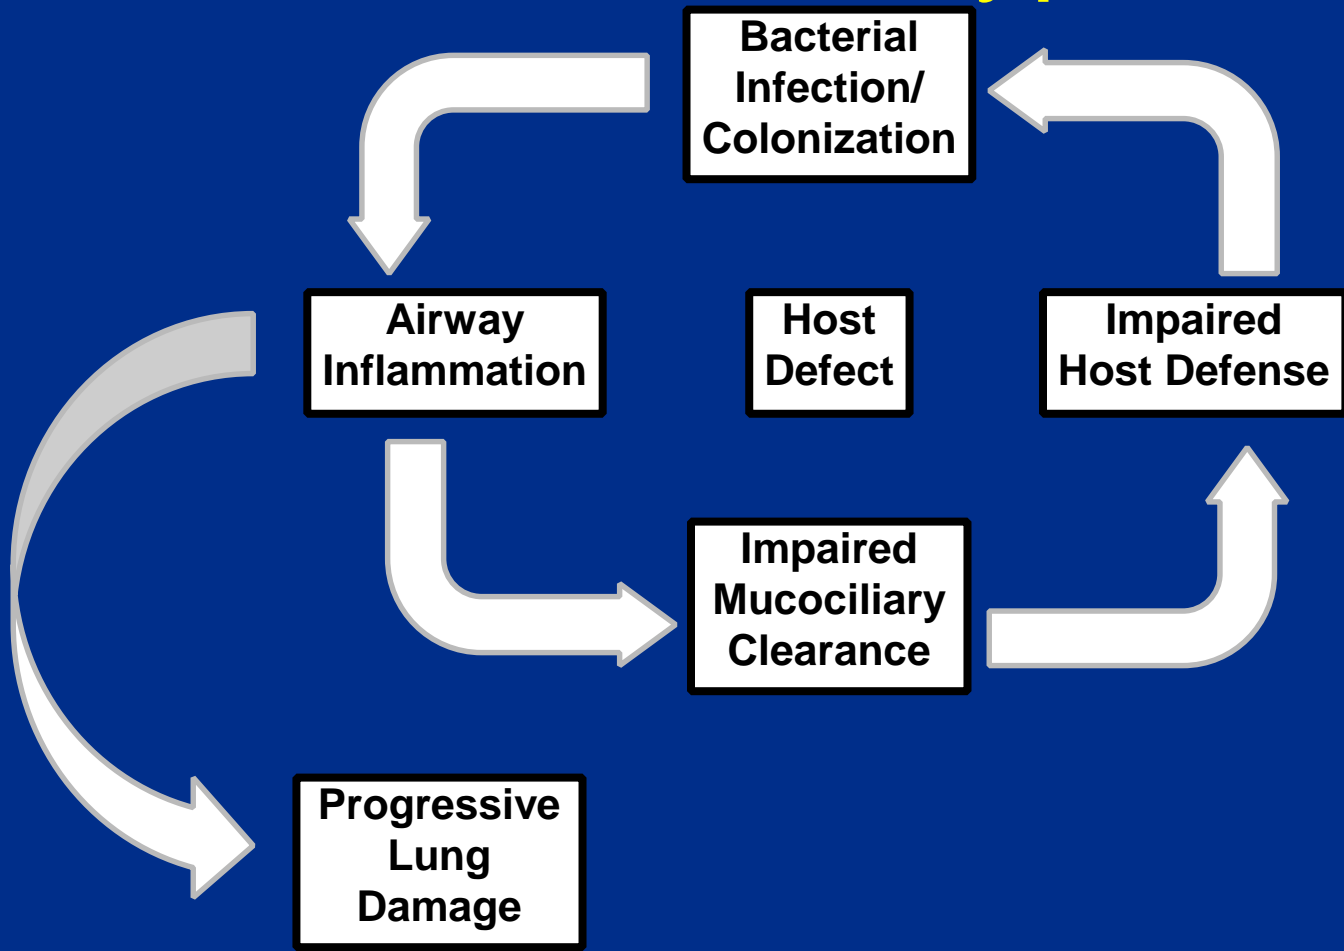 Bacterial
Infection/
Colonization
Airway
Inflammation
Host
Defect
Impaired
Host Defense
Impaired
Mucociliary
Clearance
Progressive
Lung
Damage